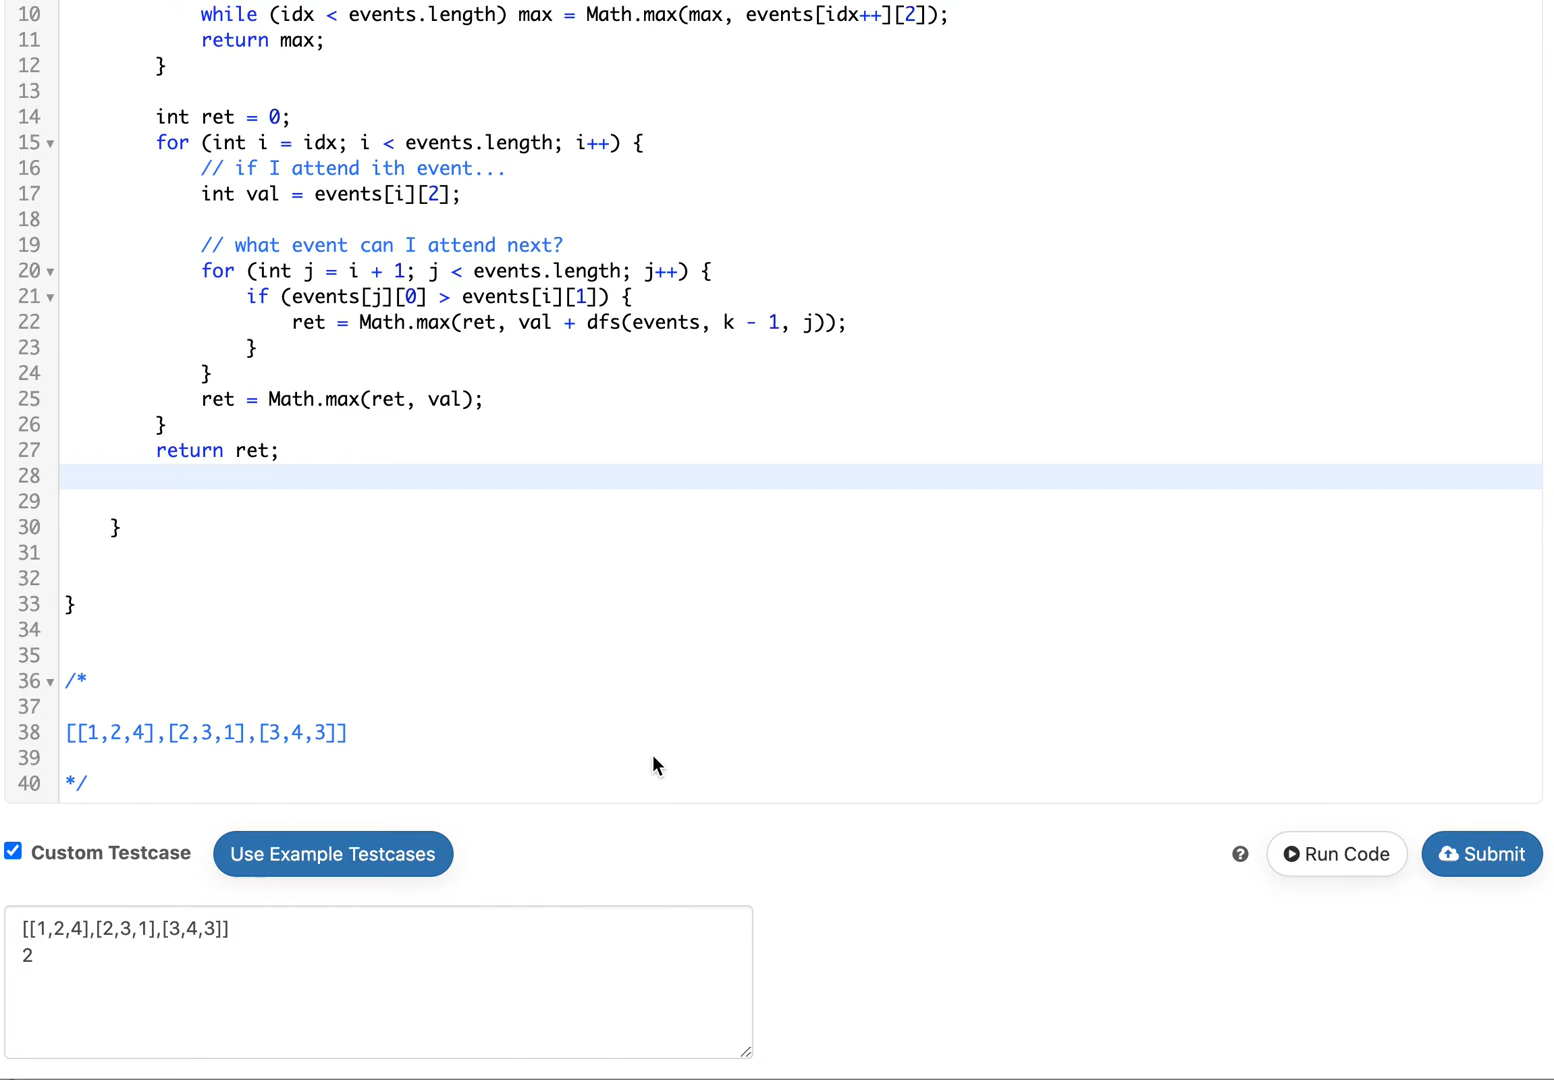 10 while (idx < events.length) max = Math.max(max, events[idx++][2]);
11 return max;
12 }
13
14 int ret = 0;
15 for (int i = idx; i < events.length; i++) {
16 // if I attend ith event...
17 int val = events[i][2];
18
19 // what event can I attend next?
20 for (int j = i + 1; j < events.length; j++) {
21 if (events[j][0] > events[i][1]) {
22 ret = Math.max(ret, val + dfs(events, k - 1, j));
23 }
24 }
25 ret = Math.max(ret, val);
26 }
27 return ret;
28
29
30 }
31
32
33 }
34
35
36 /*
37
38 [[1,2,4],[2,3,1],[3,4,3]]
39
40 */
Custom Testcase Use Example Testcases ? Run Code Submit
[[1,2,4],[2,3,1],[3,4,3]]
2